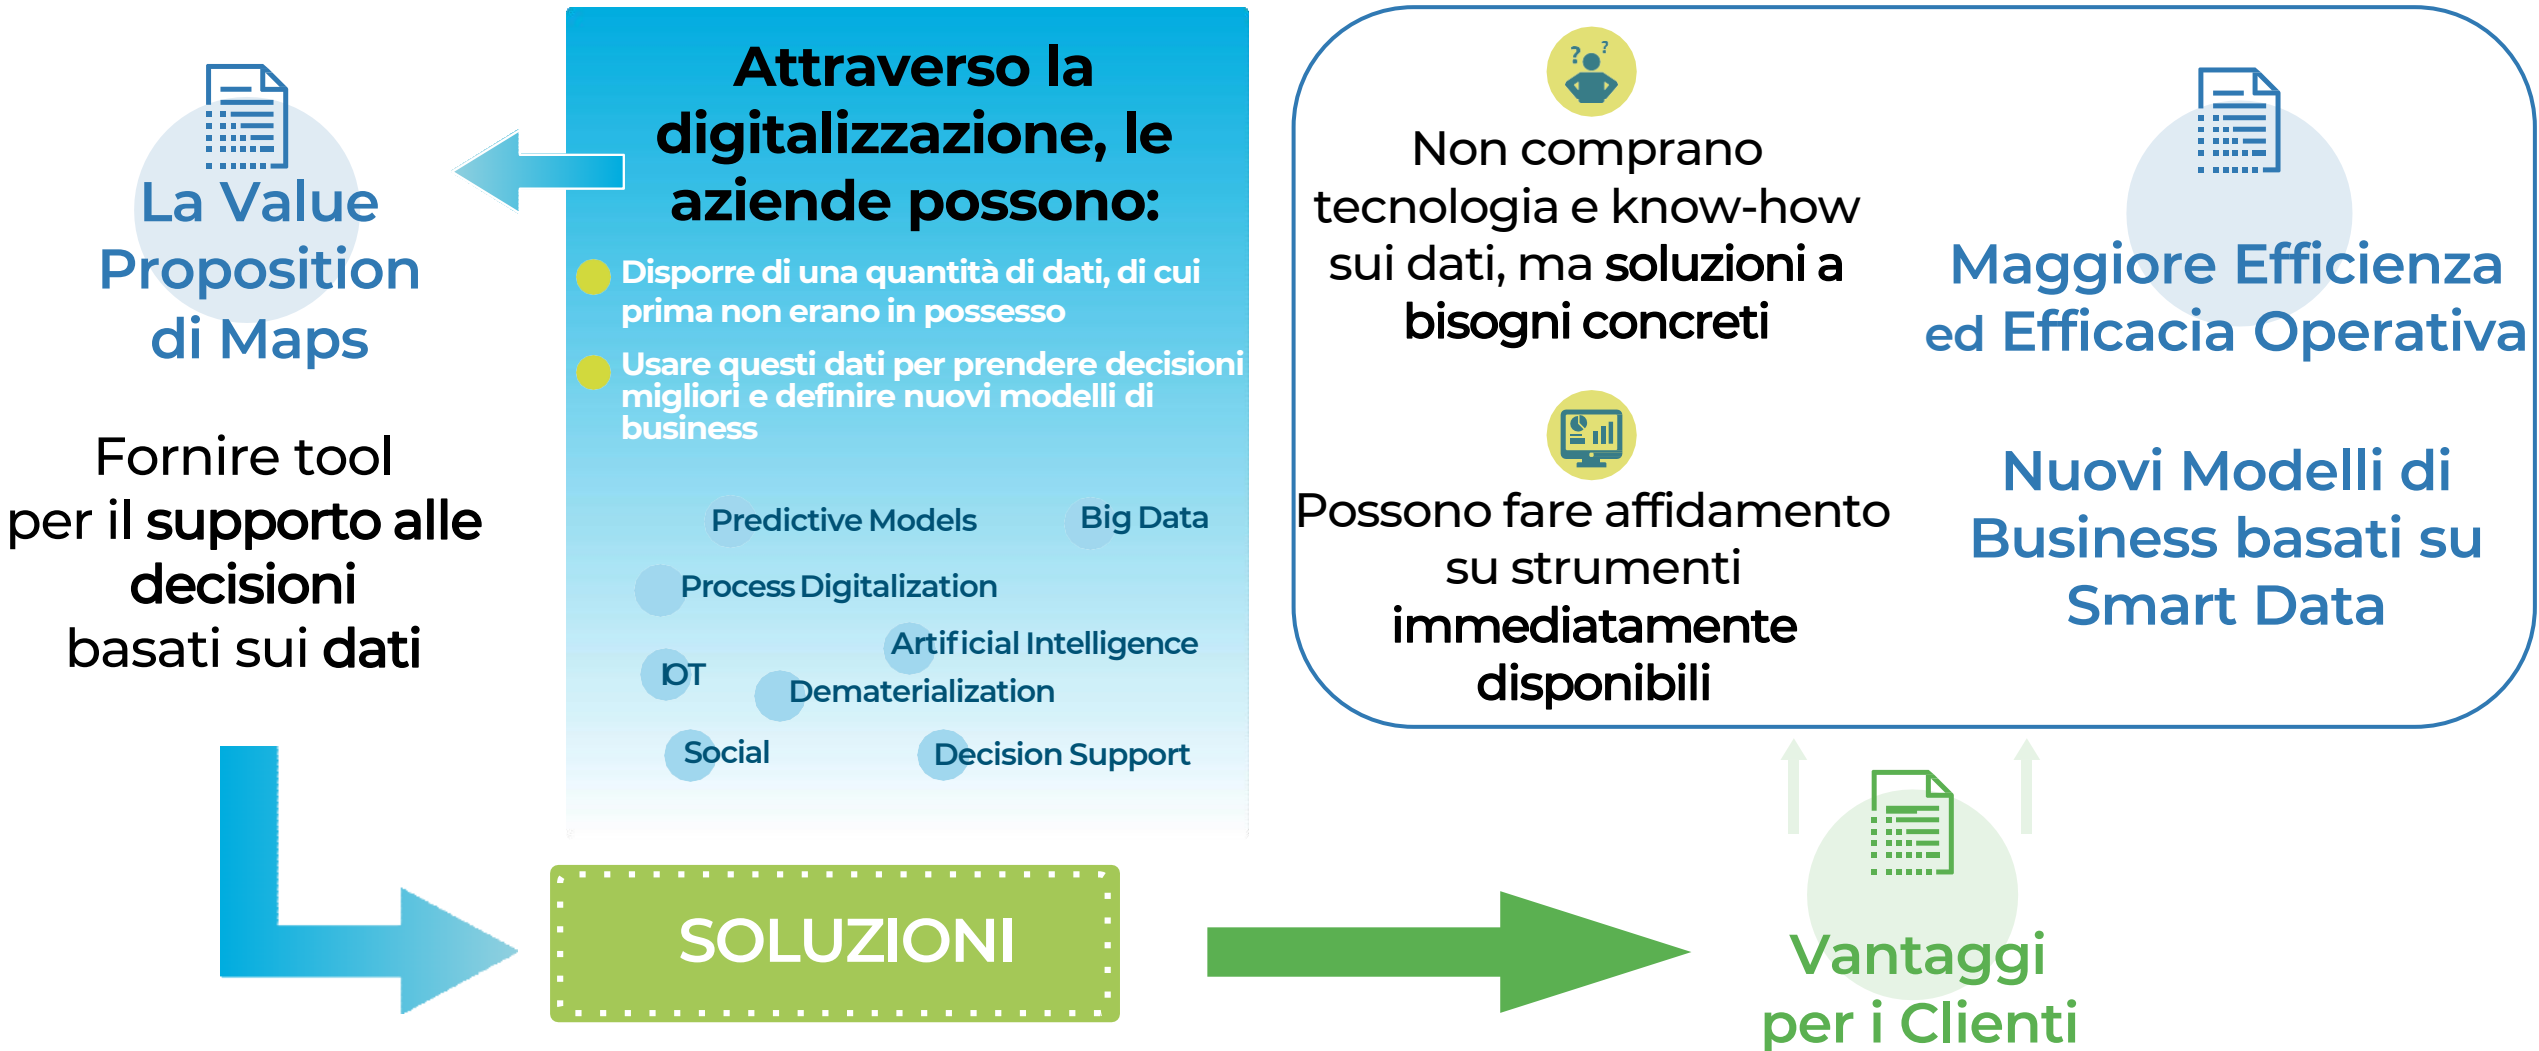 La Value
Proposition
di Maps
Fornire tool
per il supporto alle
decisioni
basati sui dati
Attraverso la
digitalizzazione, le
aziende possono:
Disporre di una quantità di dati, di cui
prima non erano in possesso
Usare questi dati per prendere decisioni
migliori e definire nuovi modelli di
business
Predictive Models
Big Data
Process Digitalization
Artificial Intelligence
IOT
Dematerialization
Social
Decision Support
SOLUZIONI
? ?
Non comprano
tecnologia e know-how
sui dati, ma soluzioni a
bisogni concreti
Possono fare affidamento
su strumenti
immediatamente
disponibili
Maggiore Efficienza
ed Efficacia Operativa
Nuovi Modelli di
Business basati su
Smart Data
Vantaggi
per i Clienti